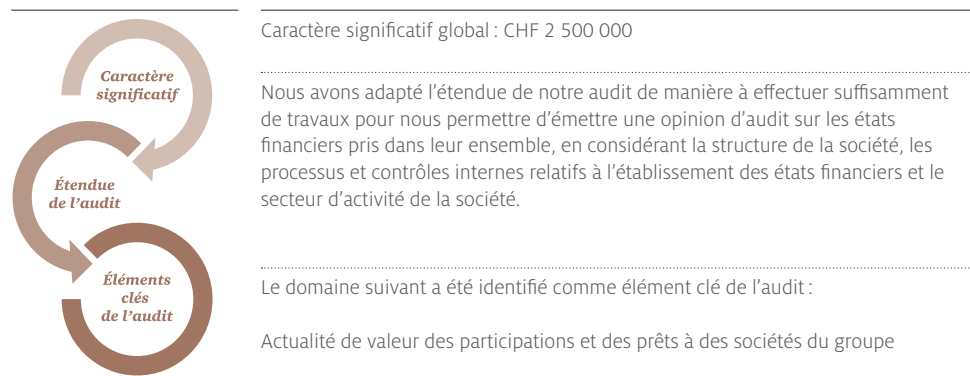 Caractère
significatif
Caractère significatif global : CHF 2 500 000
Étendue
de l'audit
Nous avons adapté l'étendue de notre audit de manière à effectuer suffisamment
de travaux pour nous permettre d'émettre une opinion d'audit sur les états
financiers pris dans leur ensemble, en considérant la structure de la société, les
processus et contrôles internes relatifs à l'établissement des états financiers et le
secteur d'activité de la société.
Éléments
clés
de l'audit
Le domaine suivant a été identifié comme élément clé de l'audit :
Actualité de valeur des participations et des prêts à des sociétés du groupe